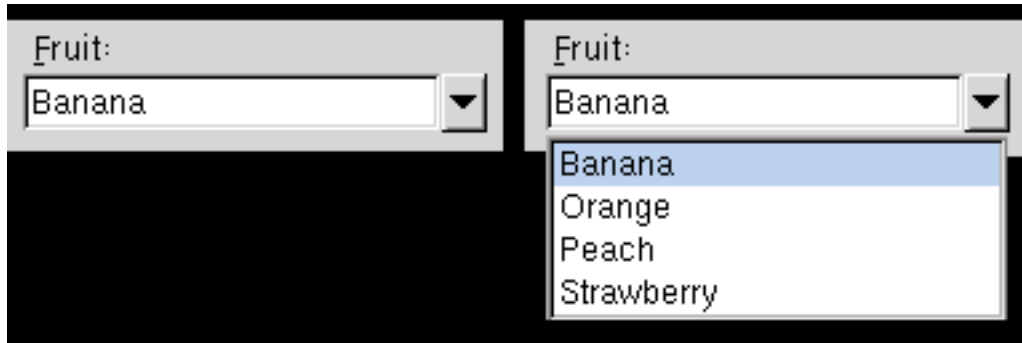 Fruit:
Banana
Fruit:
Banana
Banana
Orange
Peach
Strawberry